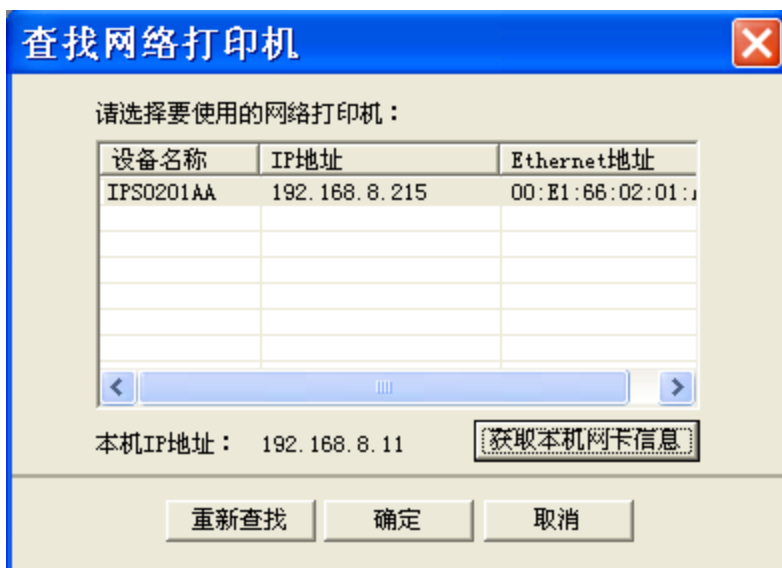 查找网络打印机
请选择要使用的网络打印机：
设备名称 IP地址 Ethernet地址
IPS0201AA 192.168.8.215 00:E1:66:02:01:
本机IP地址： 192.168.8.11 获取本机网卡信息
重新查找 确定 取消